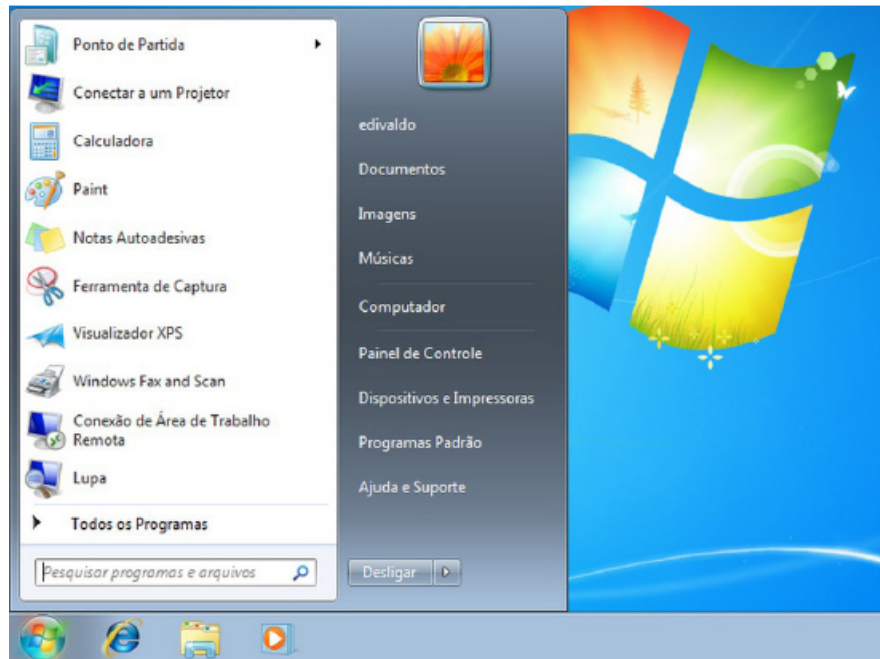 Ponto de Partida
Conectar a um Projetor
Calculadora
Paint
Notas Autoadesivas
Ferramenta de Captura
Visualizador XPS
Windows Fax and Scan
Conexão de Área de Trabalho
Remota
Lupa
Todos os Programas
Pesquisar programas e arquivos
edivaldo
Documentos
Imagens
Músicas
Computador
Painel de Controle
Dispositivos e Impressoras
Programas Padrão
Ajuda e Suporte
Desligar